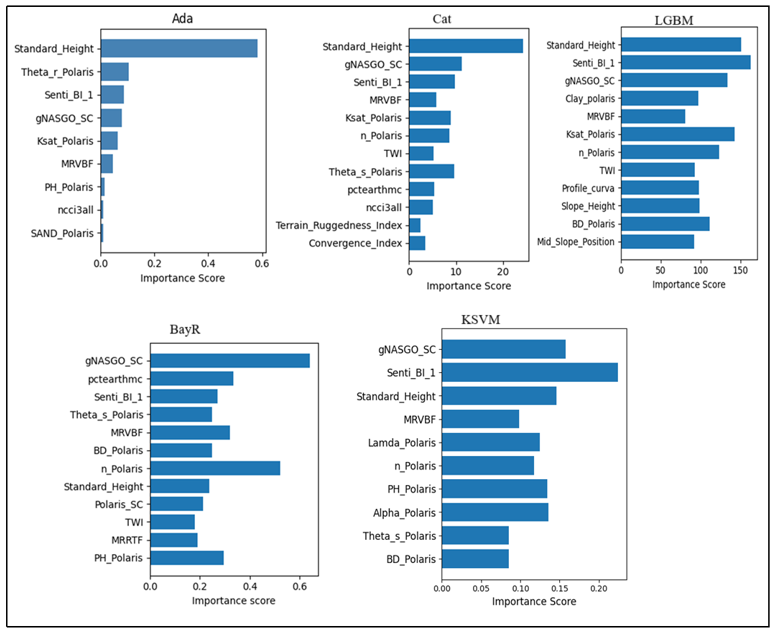 Ada
Standard_Height
Theta_r_Polaris
Senti_BI_1
gNASGO_SC
Ksat_Polaris
MRVBF
PH_Polaris
ncci3all
SAND_Polaris
0.0 0.2 0.4 0.6
Importance Score
Cat
Standard_Height
gNASGO_SC
Senti_BI_1
MRVBF
Ksat_Polaris
n_Polaris
TWI
Theta_s_Polaris
pctearthmc
ncci3all
Terrain_Ruggedness_Index
Convergence_Index
0 10 20
Importance Score
LGBM
Standard_Height
Senti_BI_1
gNASGO_SC
Clay_polaris
MRVBF
Ksat_Polaris
n_Polaris
TWI
Profile_curva
Slope_Height
BD_Polaris
Mid_Slope_Position
0 50 100 150
Importance Score
BayR
gNASGO_SC
pctearthmc
Senti_BI_1
Theta_s_Polaris
MRVBF
BD_Polaris
n_Polaris
Standard_Height
Polaris_SC
TWI
MRRTF
PH_Polaris
0.0 0.2 0.4 0.6
Importance score
KSVM
gNASGO_SC
Senti_BI_1
Standard_Height
MRVBF
Lamda_Polaris
n_Polaris
PH_Polaris
Alpha_Polaris
Theta_s_Polaris
BD_Polaris
0.00 0.05 0.10 0.15 0.20
Importance Score